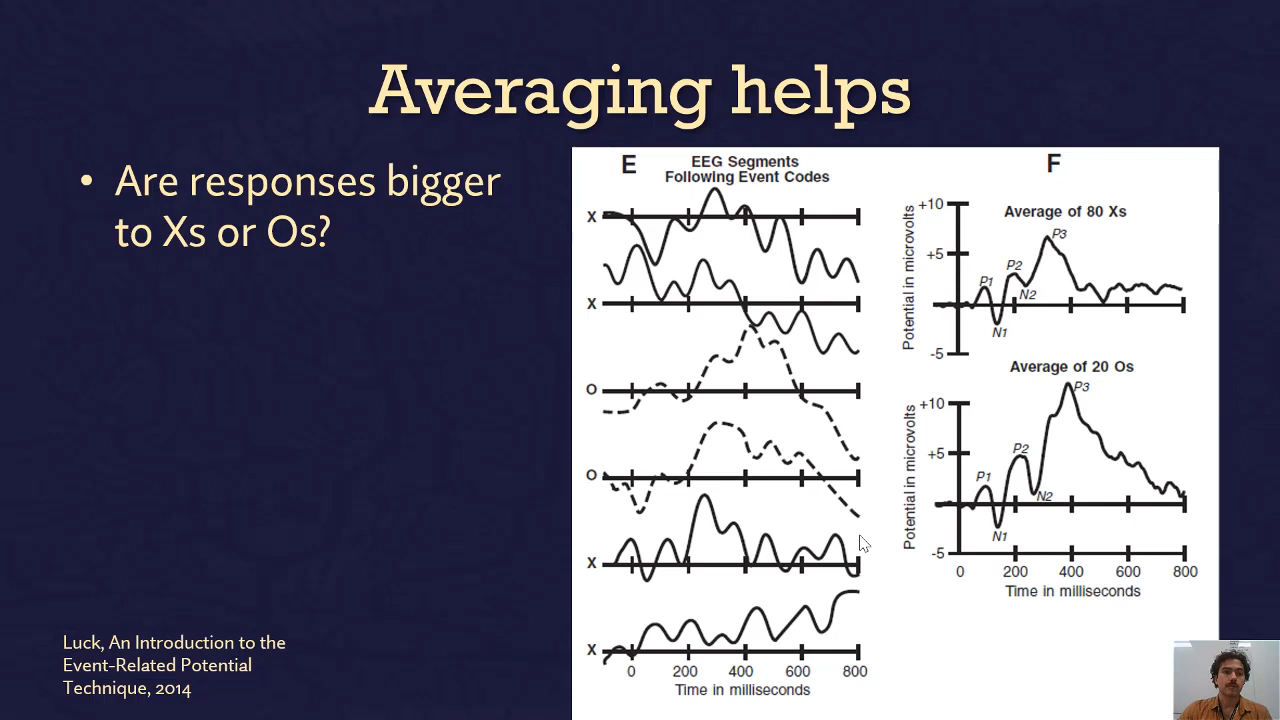 Averaging helps
• Are responses bigger
to Xs or Os?
E
EEG Segments
Following Event Codes
X
X
O
O
X
X
0 200 400 600 800
Time in milliseconds
F
Average of 80 Xs
Potential in microvolts
+10
+5
-5
P1
N1
P2
N2
P3
Average of 20 Os
Potential in microvolts
+10
+5
-5
P1
N1
P2
N2
P3
0 200 400 600 800
Time in milliseconds
Luck, An Introduction to the
Event-Related Potential
Technique, 2014